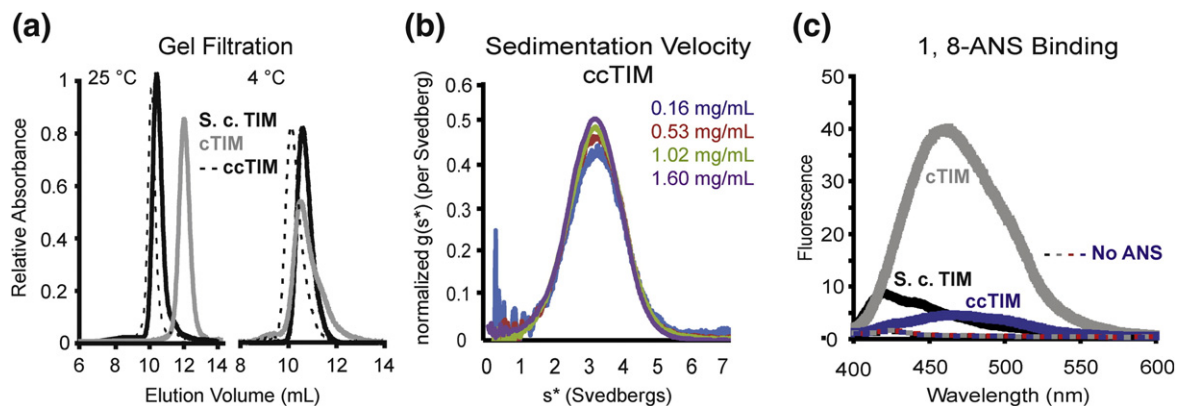 (a)
Gel Filtration
25 °C
4 °C
S. c. TIM
cTIM
ccTIM
Relative Absorbance
1
0.8
0.6
0.4
0.2
0
6 8 10 12 14
8 10 12 14
Elution Volume (mL)
(b)
Sedimentation Velocity
ccTIM
0.16 mg/mL
0.53 mg/mL
1.02 mg/mL
1.60 mg/mL
normalized g(s*) (per Svedberg)
0.6
0.5
0.4
0.3
0.2
0.1
0
0 1 2 3 4 5 6 7
s* (Svedbergs)
(c)
1, 8-ANS Binding
cTIM
No ANS
S. c. TIM
ccTIM
Fluorescence
50
40
30
20
10
0
400 450 500 550 600
Wavelength (nm)